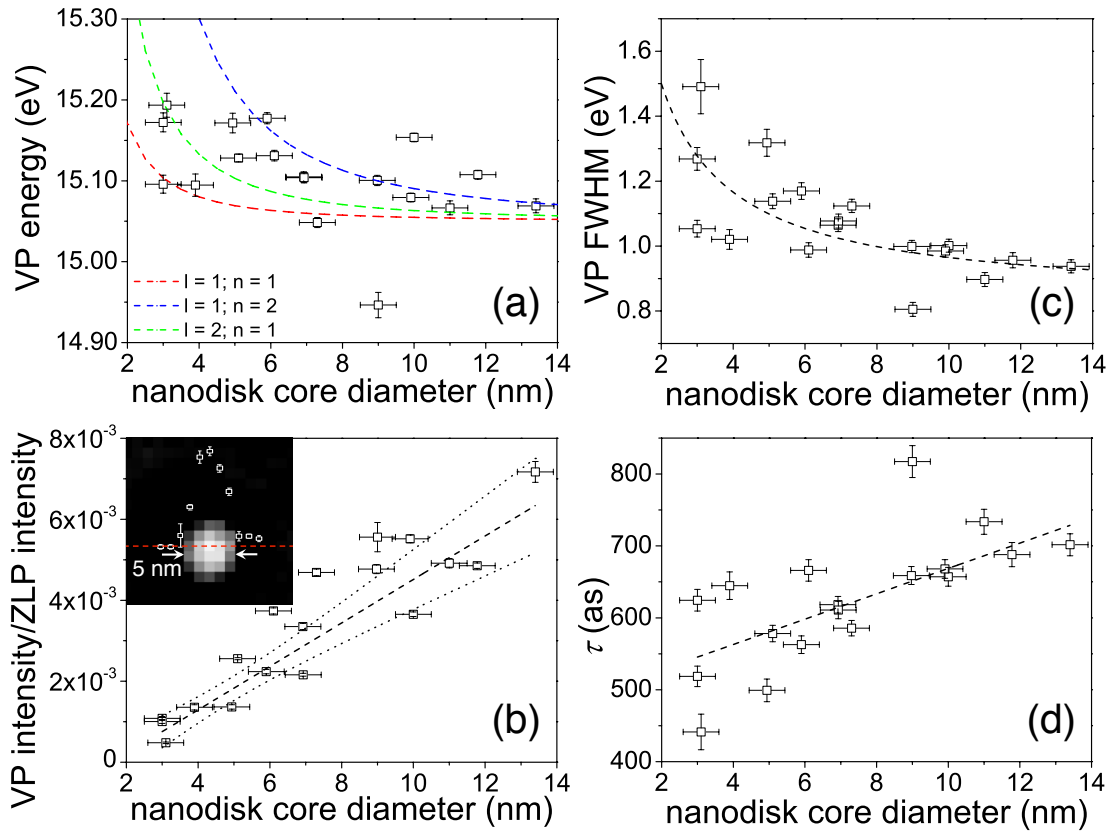 15.30
15.20
15.10
15.00
14.90
VP energy (eV)
l = 1; n = 1
l = 1; n = 2
l = 2; n = 1
(a)
2 4 6 8 10 12 14
nanodisk core diameter (nm)
1.6
1.4
1.2
1.0
0.8
VP FWHM (eV)
(c)
2 4 6 8 10 12 14
nanodisk core diameter (nm)
8x10⁻³
6x10⁻³
4x10⁻³
2x10⁻³
0
VP intensity/ZLP intensity
5 nm
(b)
2 4 6 8 10 12 14
nanodisk core diameter (nm)
800
700
600
500
400
τ (as)
(d)
2 4 6 8 10 12 14
nanodisk core diameter (nm)